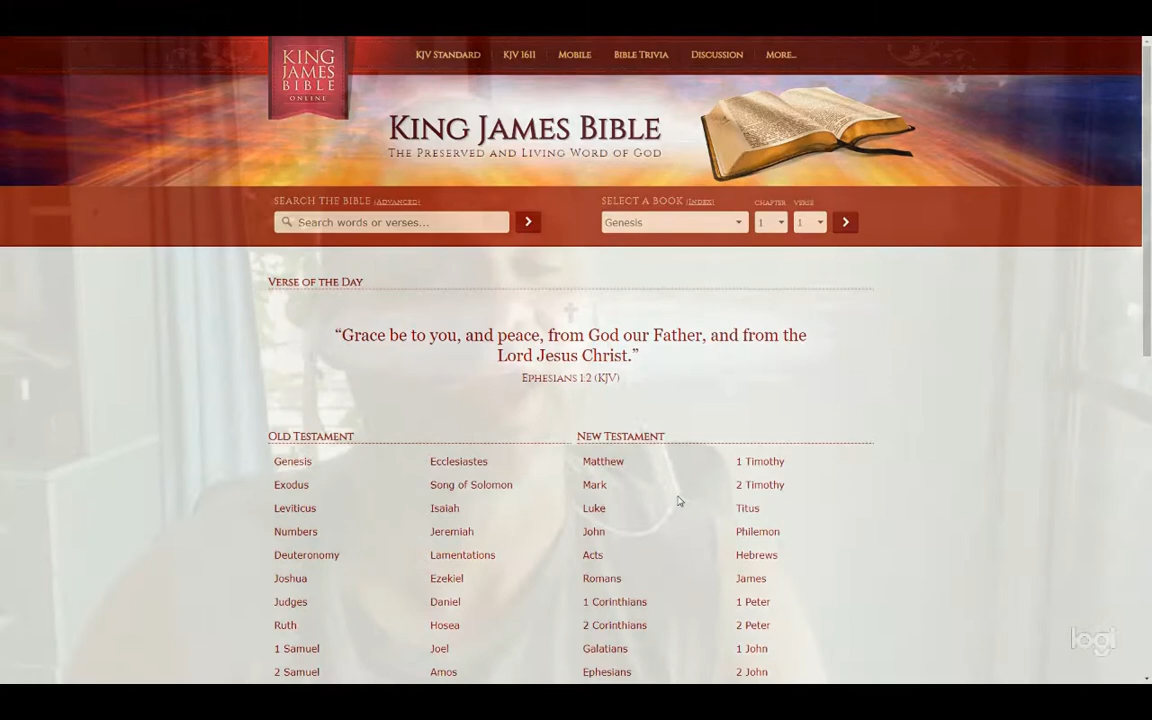 KING
JAMES
BIBLE
ONLINE
KJV STANDARD
KJV 1611
MOBILE
BIBLE TRIVIA
DISCUSSION
MORE...
KING JAMES BIBLE
THE PRESERVED AND LIVING WORD OF GOD
SEARCH THE BIBLE (ADVANCED)
Search words or verses...
SELECT A BOOK (INDEX)
CHAPTER
VERSE
Genesis
1
1
VERSE OF THE DAY
“Grace be to you, and peace, from God our Father, and from the
Lord Jesus Christ.”
EPHESIANS 1:2 (KJV)
OLD TESTAMENT
Genesis
Exodus
Leviticus
Numbers
Deuteronomy
Joshua
Judges
Ruth
1 Samuel
2 Samuel
Ecclesiastes
Song of Solomon
Isaiah
Jeremiah
Lamentations
Ezekiel
Daniel
Hosea
Joel
Amos
NEW TESTAMENT
Matthew
Mark
Luke
John
Acts
Romans
1 Corinthians
2 Corinthians
Galatians
Ephesians
1 Timothy
2 Timothy
Titus
Philemon
Hebrews
James
1 Peter
2 Peter
1 John
2 John
logi